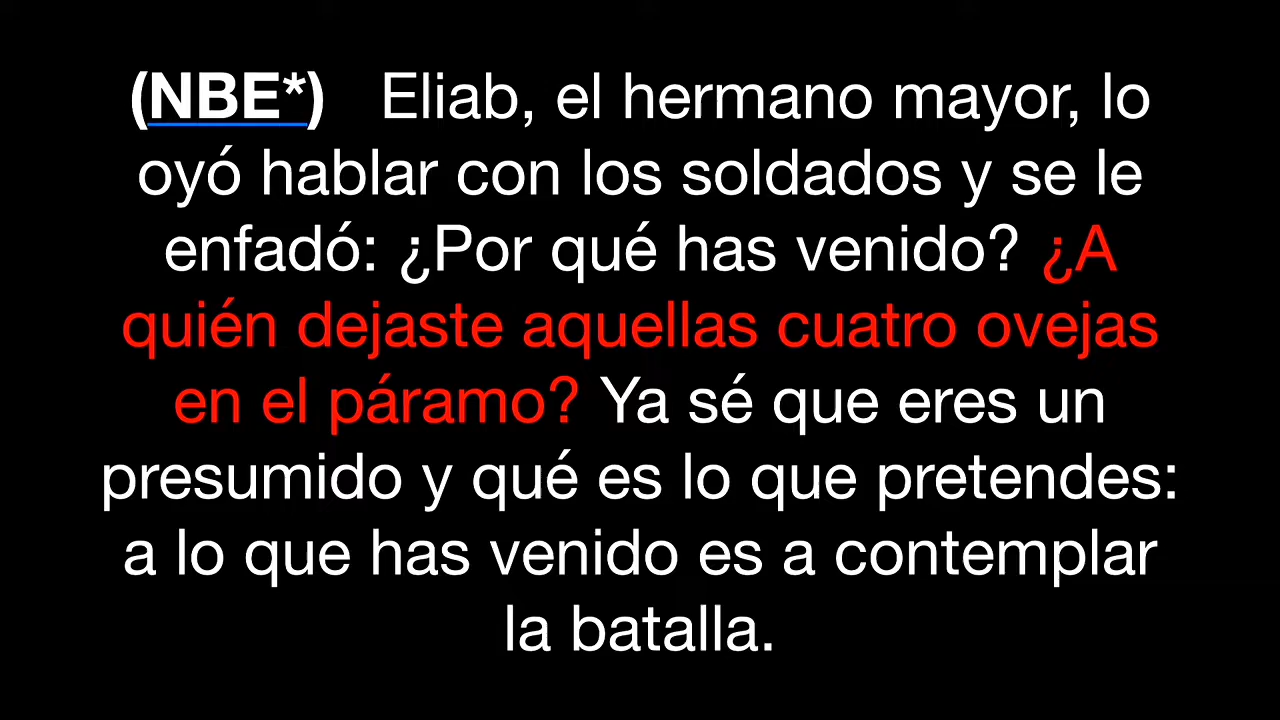 (NBE*)   Eliab, el hermano mayor, lo
oyó hablar con los soldados y se le
enfadó: ¿Por qué has venido? ¿A
quién dejaste aquellas cuatro ovejas
en el páramo? Ya sé que eres un
presumido y qué es lo que pretendes:
a lo que has venido es a contemplar
la batalla.